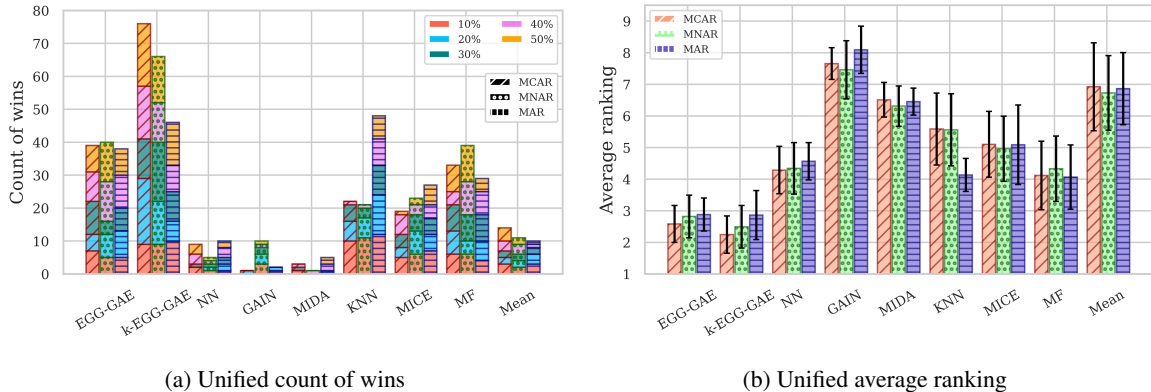 80
70
60
50
40
30
20
10
0
Count of wins
10%
20%
30%
40%
50%
MCAR
MNAR
MAR
EGG-GAE
k-EGG-GAE
NN
GAIN
MIDA
KNN
MICE
MF
Mean
(a) Unified count of wins
9
8
7
6
5
4
3
2
1
Average ranking
MCAR
MNAR
MAR
EGG-GAE
k-EGG-GAE
NN
GAIN
MIDA
KNN
MICE
MF
Mean
(b) Unified average ranking